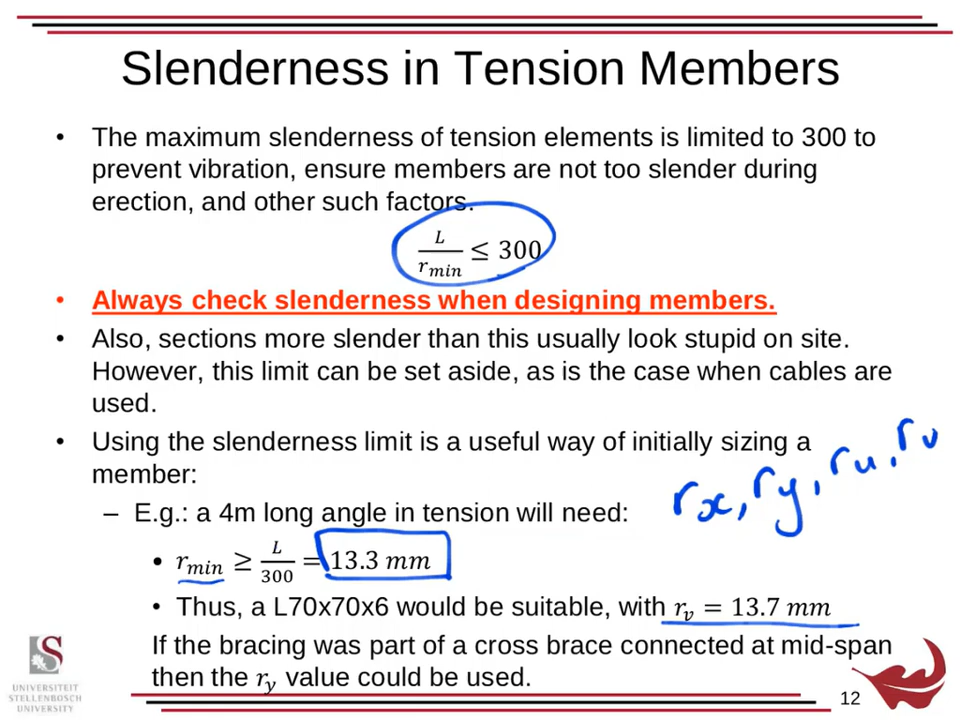 Slenderness in Tension Members
• The maximum slenderness of tension elements is limited to 300 to
prevent vibration, ensure members are not too slender during
erection, and other such factors.
L/r_min ≤ 300
• Always check slenderness when designing members.
• Also, sections more slender than this usually look stupid on site.
However, this limit can be set aside, as is the case when cables are
used.
• Using the slenderness limit is a useful way of initially sizing a
member:
rx, ry, ru, rv
– E.g.: a 4m long angle in tension will need:
• r_min ≥ L/300 = 13.3 mm
• Thus, a L70x70x6 would be suitable, with r_v = 13.7 mm
If the bracing was part of a cross brace connected at mid-span
then the r_y value could be used.
UNIVERSITEIT
STELLENBOSCH
UNIVERSITY
12